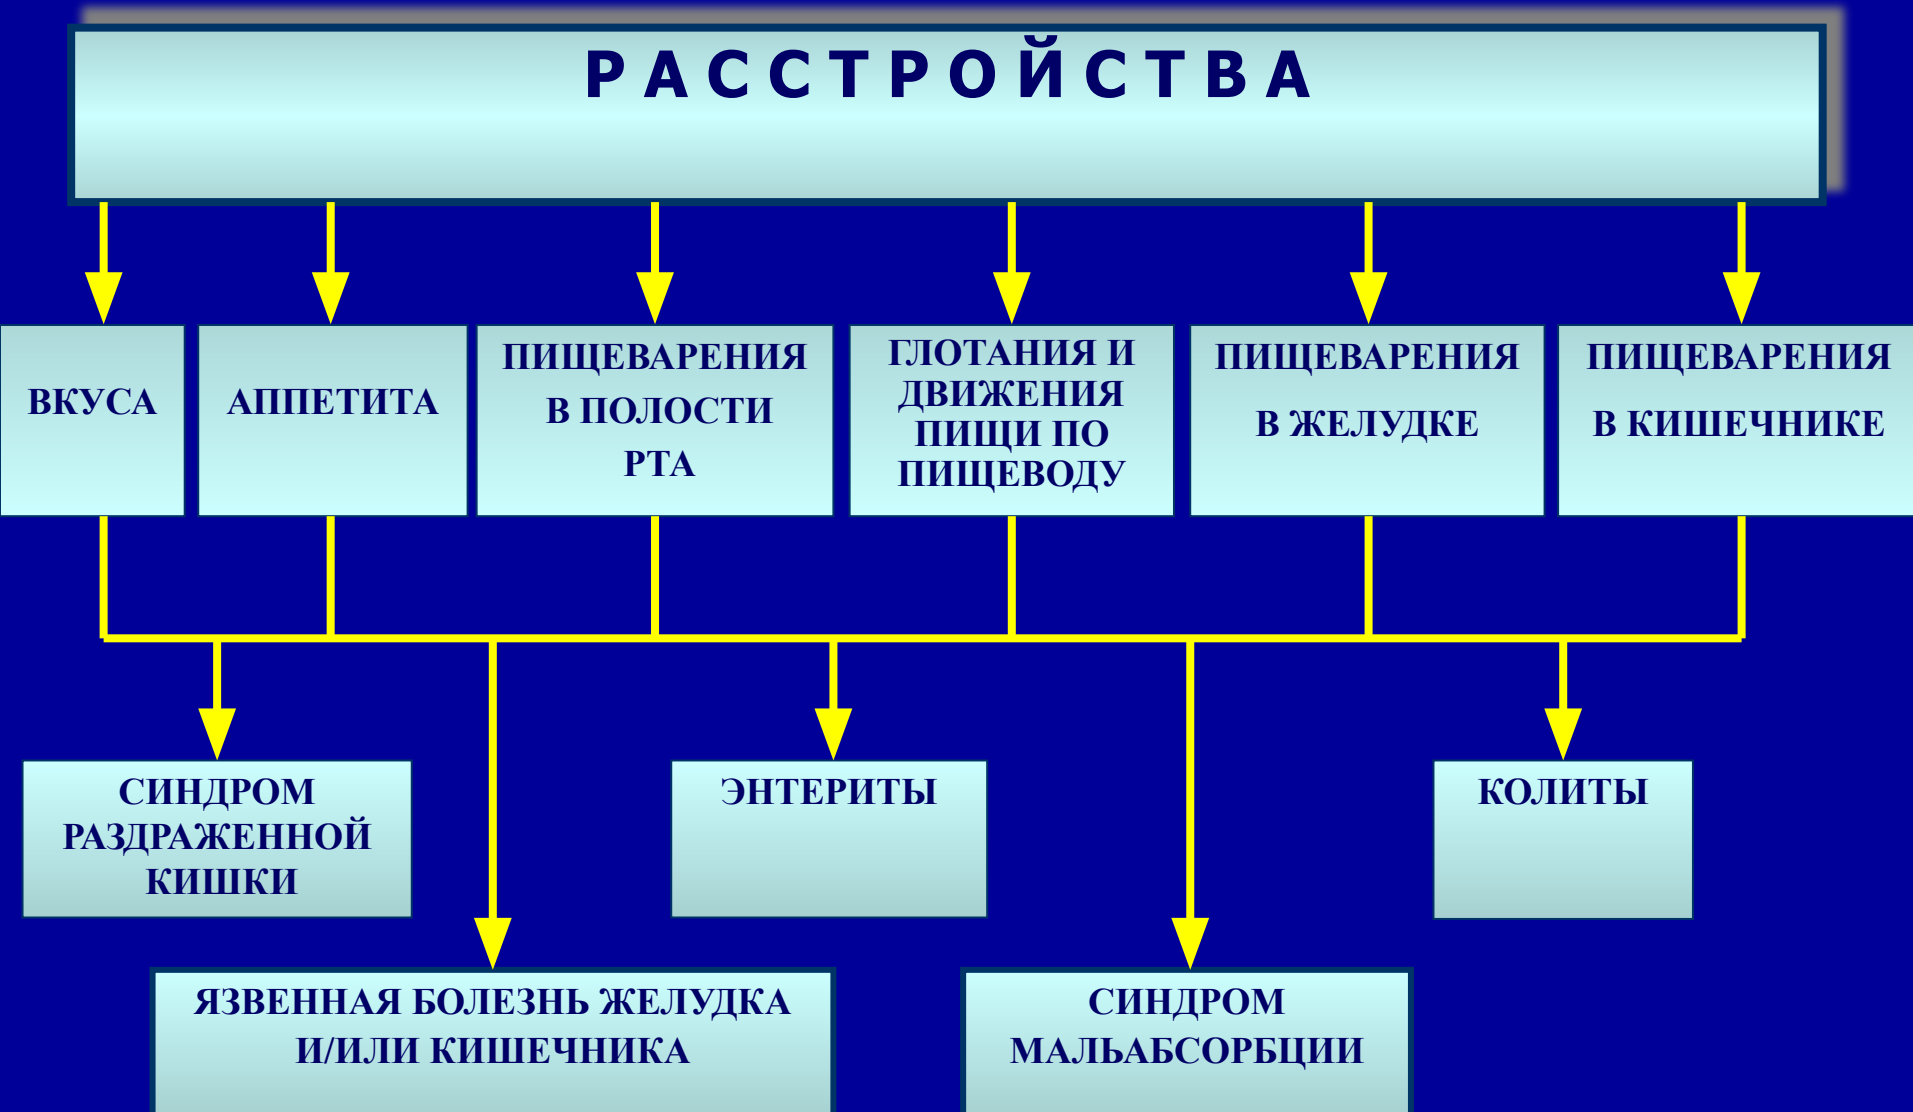 РАССТРОЙСТВА
ВКУСА
АППЕТИТА
ПИЩЕВАРЕНИЯ
В ПОЛОСТИ
РТА
ГЛОТАНИЯ И
ДВИЖЕНИЯ
ПИЩИ ПО
ПИЩЕВОДУ
ПИЩЕВАРЕНИЯ
В ЖЕЛУДКЕ
ПИЩЕВАРЕНИЯ
В КИШЕЧНИКЕ
СИНДРОМ
РАЗДРАЖЕННОЙ
КИШКИ
ЭНТЕРИТЫ
КОЛИТЫ
ЯЗВЕННАЯ БОЛЕЗНЬ ЖЕЛУДКА
И/ИЛИ КИШЕЧНИКА
СИНДРОМ
МАЛЬАБСОРБЦИИ